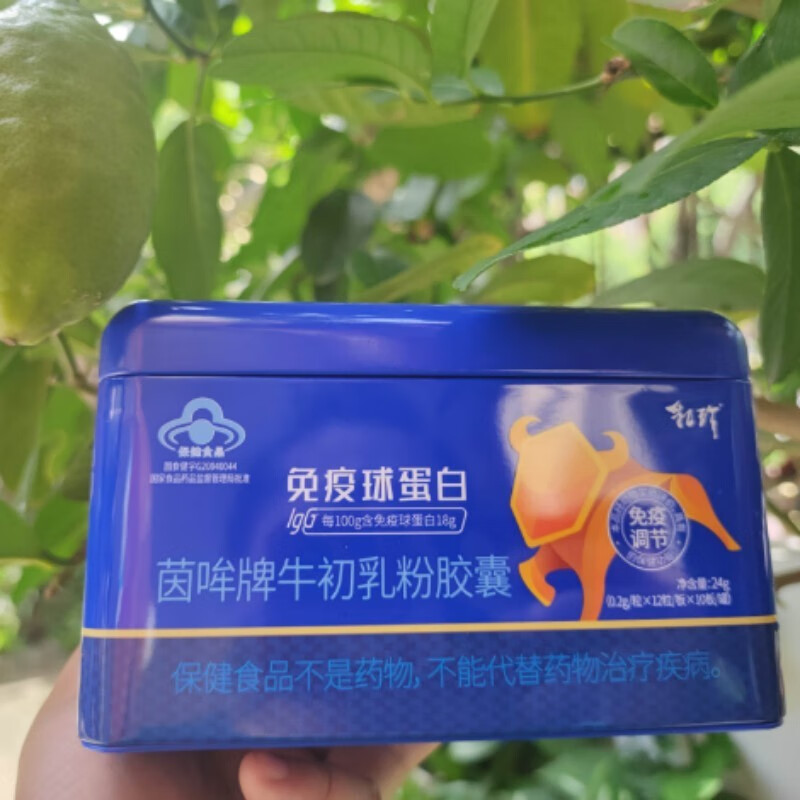 保健食品
国食健字G20040044
国家食品药品监督管理局批准
免疫球蛋白
IgG 每100g含免疫球蛋白18g
免疫
调节
茵哞牌牛初乳粉胶囊
净含量:24g
(0.2g/粒×12粒/板×10板/罐)
保健食品不是药物,不能代替药物治疗疾病。